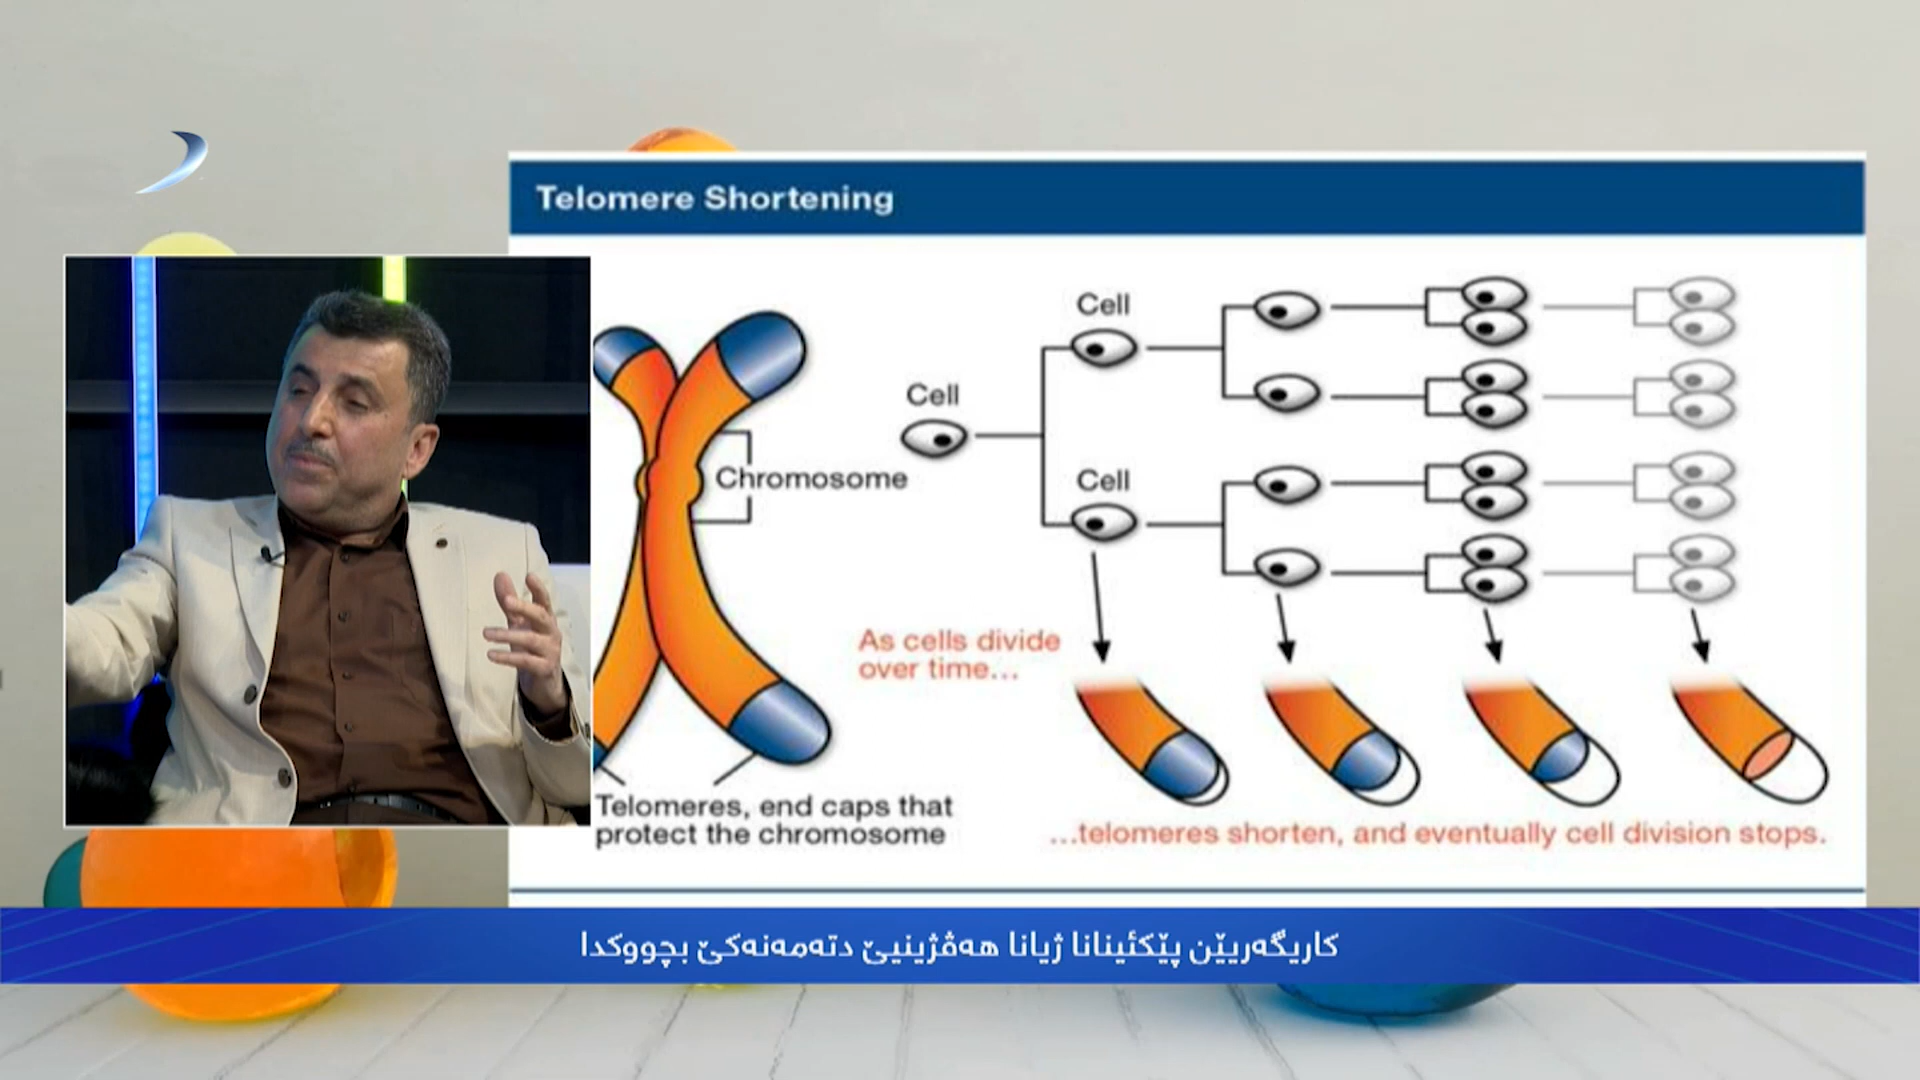 Telomere Shortening
Cell
Cell
Cell
Chromosome
As cells divide
over time...
Telomeres, end caps that
protect the chromosome
...telomeres shorten, and eventually cell division stops.
کاریگەریێن پێکئینانا ژیانا هەڤژینیێ دتەمەنەکێ بچووکدا